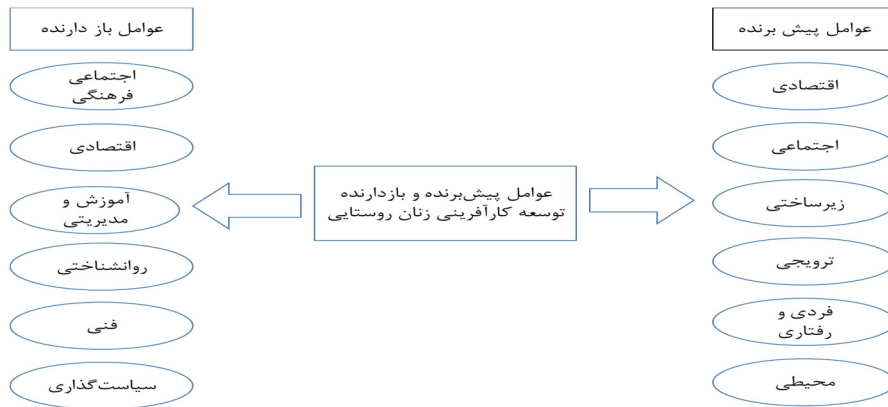 عوامل پیش برنده
اقتصادی
اجتماعی
زیرساختی
ترویجی
فردی و
رفتاری
محیطی
عوامل پیش‌برنده و بازدارنده
توسعه کارآفرینی زنان روستایی
عوامل باز دارنده
اجتماعی
فرهنگی
اقتصادی
آموزش و
مدیریتی
روانشناختی
فنی
سیاست‌گذاری